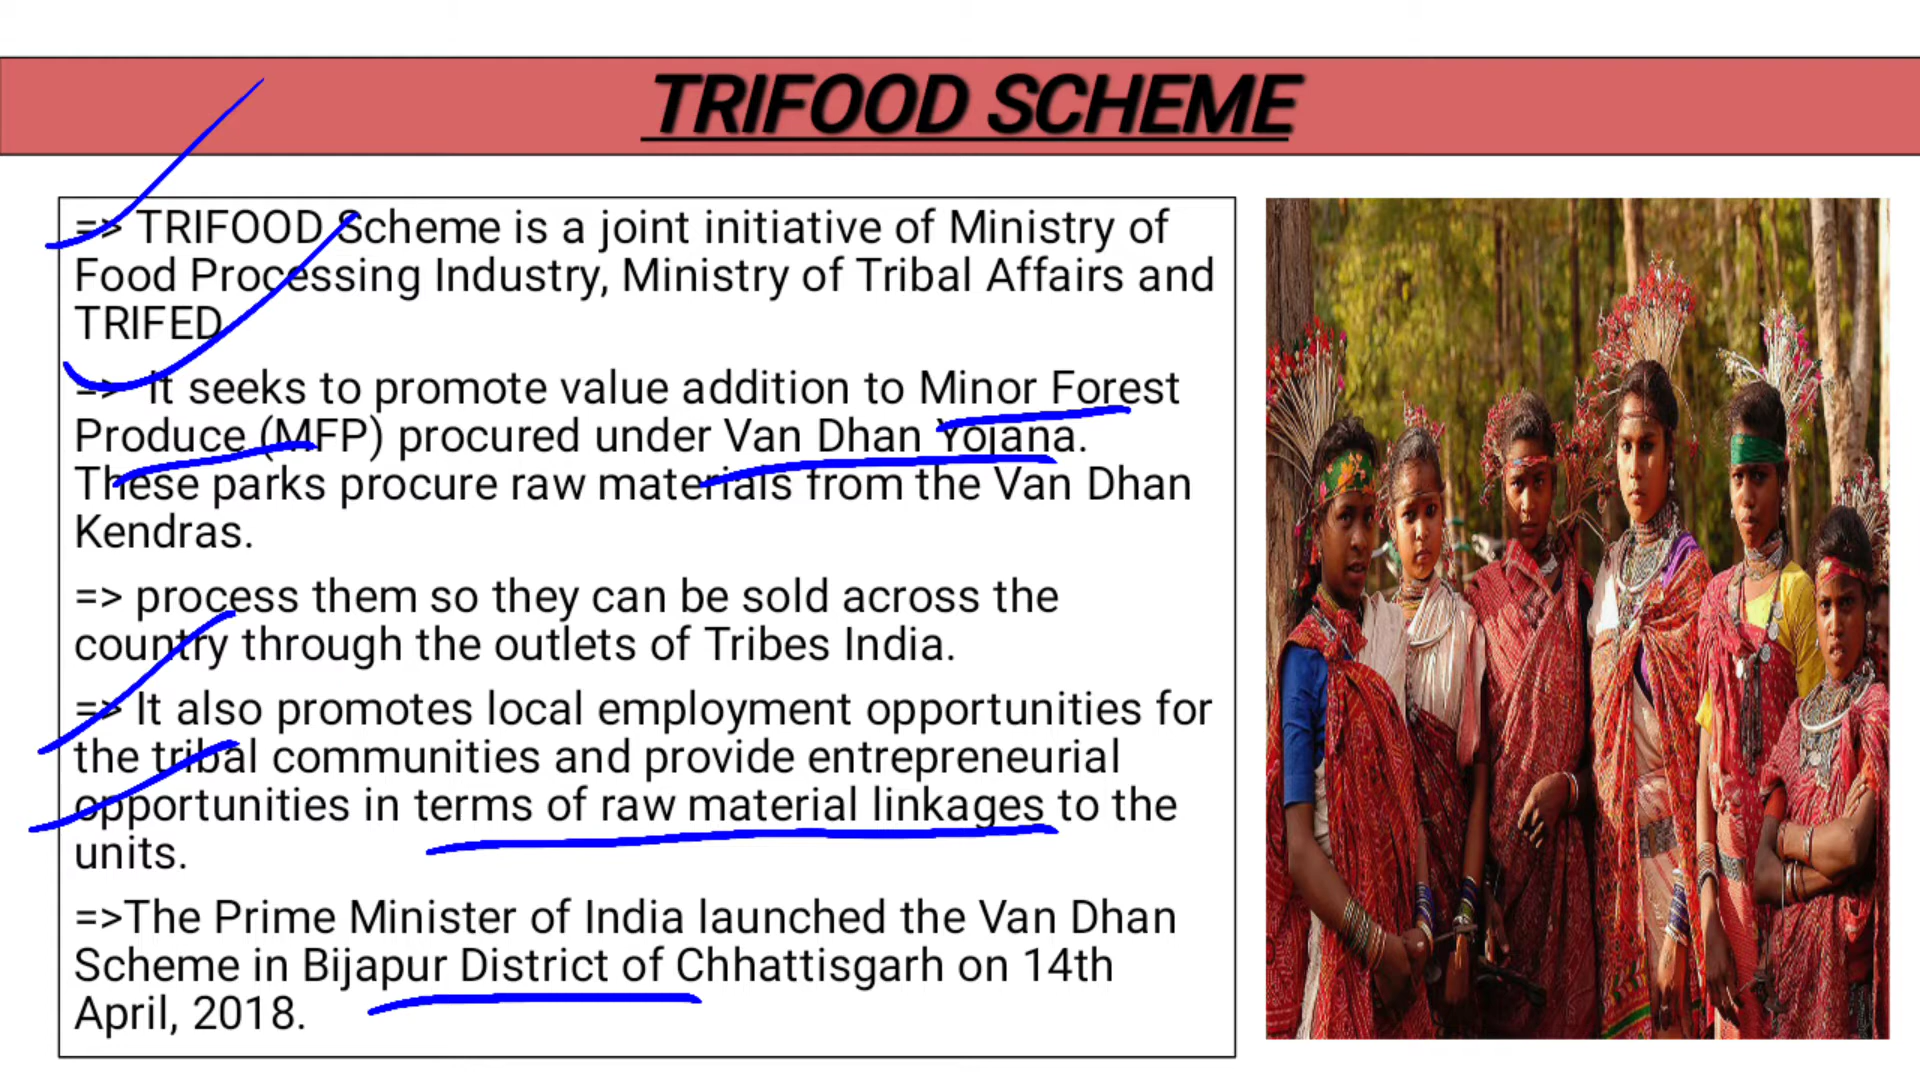 TRIFOOD SCHEME
=> TRIFOOD Scheme is a joint initiative of Ministry of
Food Processing Industry, Ministry of Tribal Affairs and
TRIFED
=> It seeks to promote value addition to Minor Forest
Produce (MFP) procured under Van Dhan Yojana.
These parks procure raw materials from the Van Dhan
Kendras.
=> process them so they can be sold across the
country through the outlets of Tribes India.
=> It also promotes local employment opportunities for
the tribal communities and provide entrepreneurial
opportunities in terms of raw material linkages to the
units.
=>The Prime Minister of India launched the Van Dhan
Scheme in Bijapur District of Chhattisgarh on 14th
April, 2018.